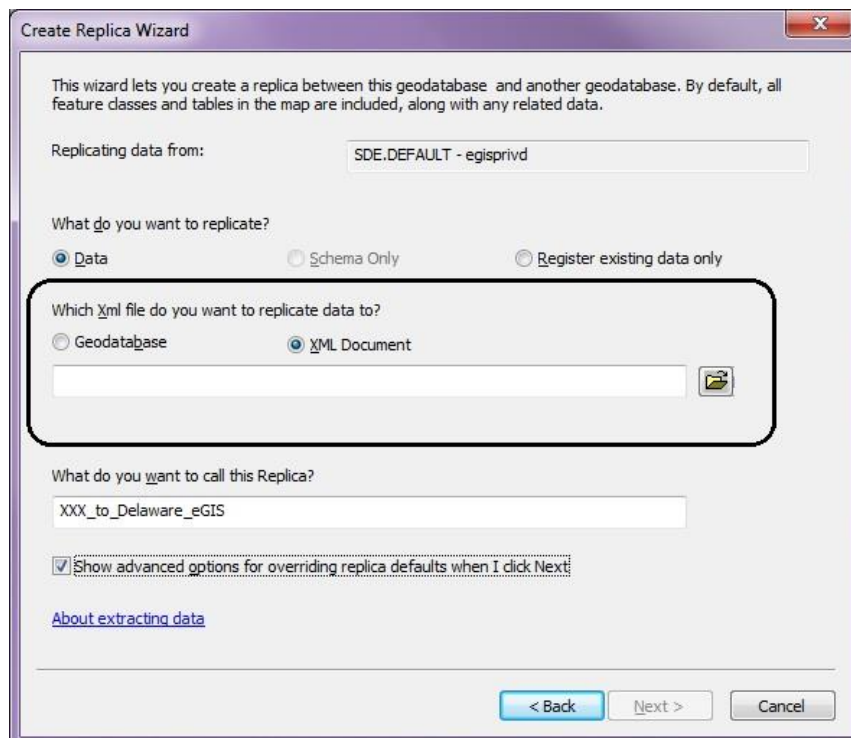 Create Replica Wizard
This wizard lets you create a replica between this geodatabase and another geodatabase. By default, all
feature classes and tables in the map are included, along with any related data.
Replicating data from:
SDE.DEFAULT - egisprivd
What do you want to replicate?
Data Schema Only Register existing data only
Which Xml file do you want to replicate data to?
Geodatabase XML Document
What do you want to call this Replica?
XXX_to_Delaware_eGIS
Show advanced options for overriding replica defaults when I click Next
About extracting data
< Back Next > Cancel